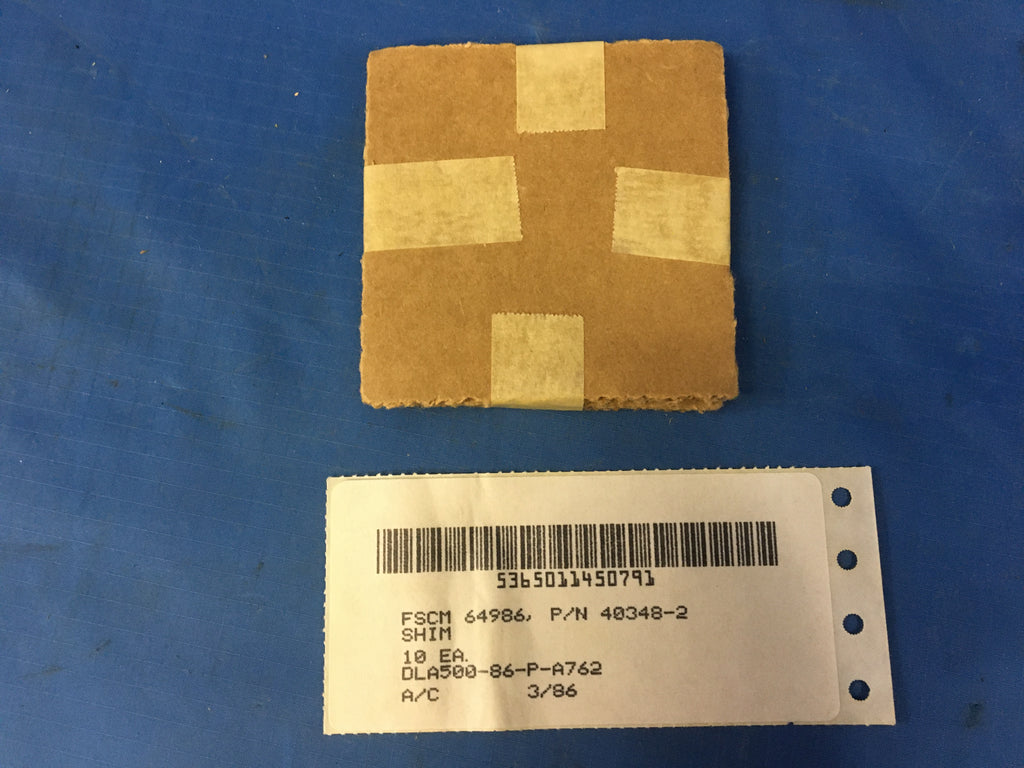 5365011450791
FSCM 64986, P/N 40348-2
SHIM
10 EA.
DLA500-86-P-A762
A/C 3/86